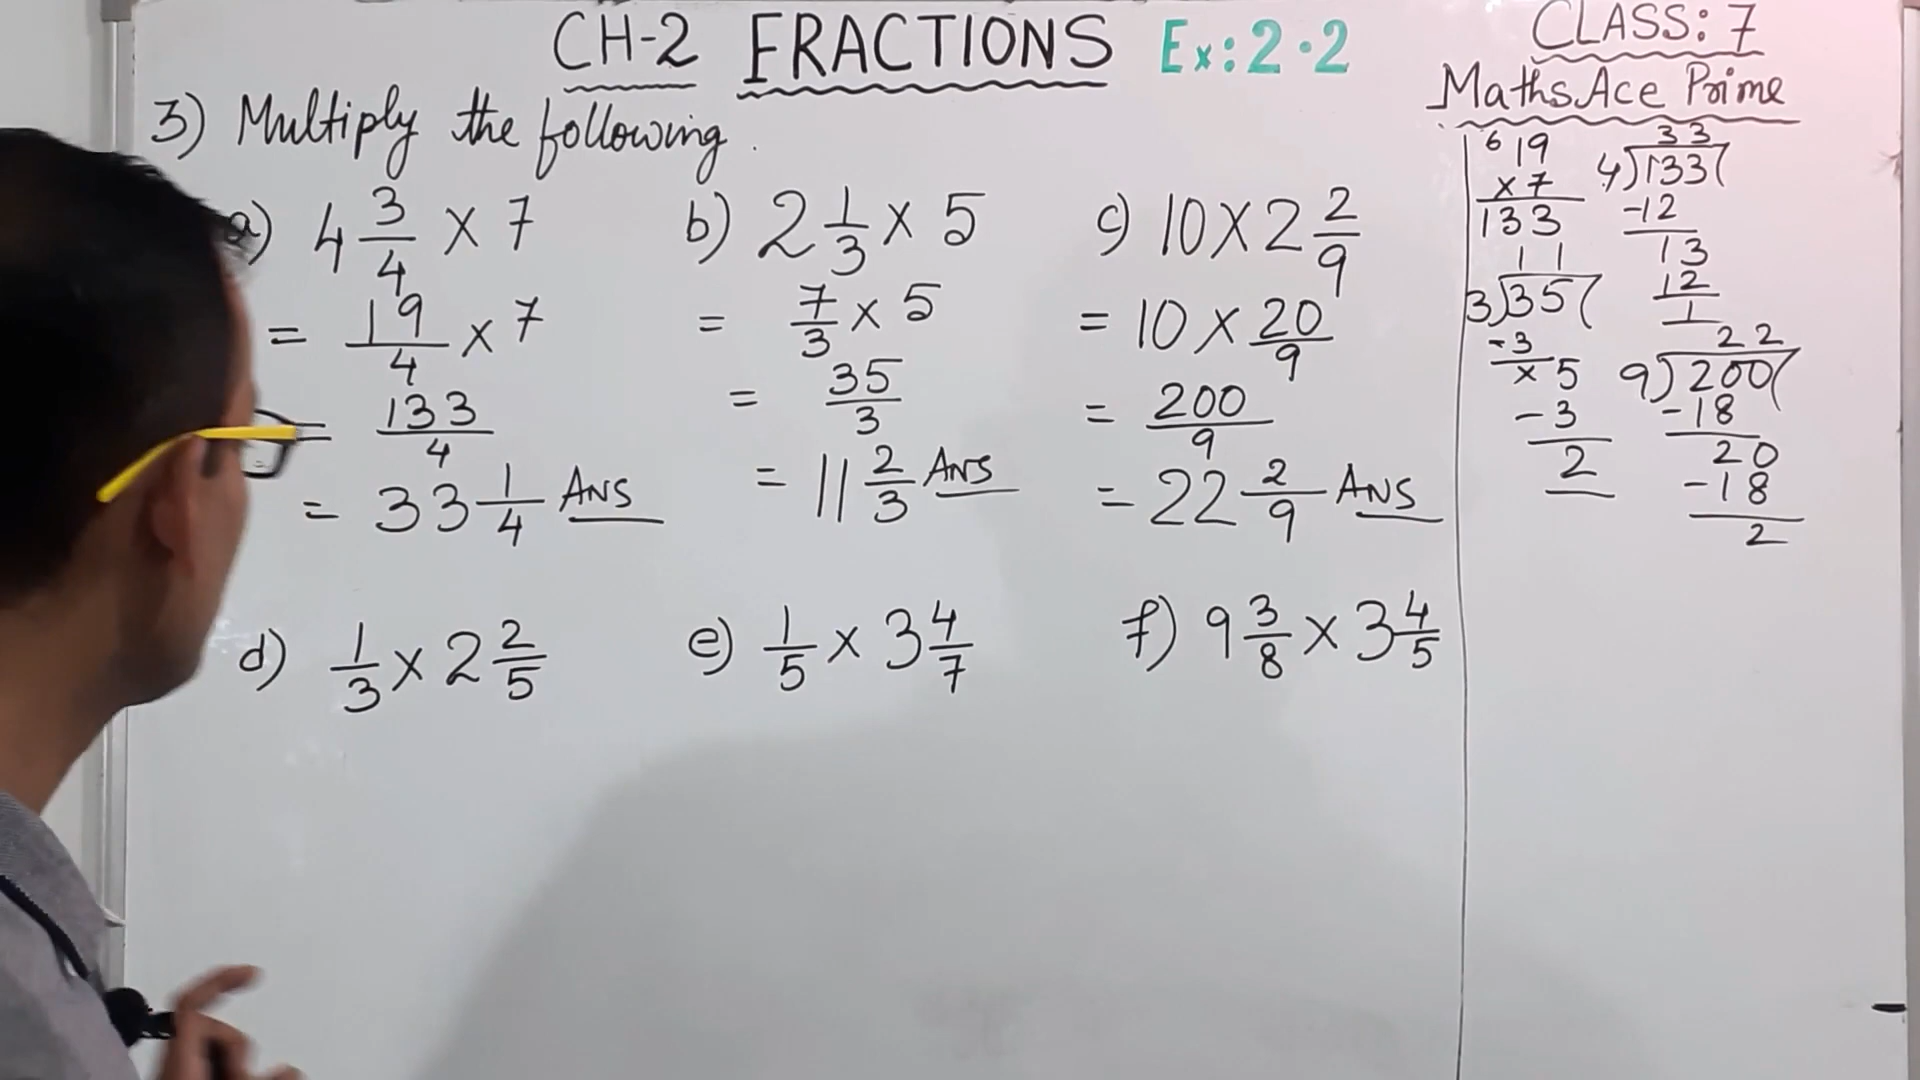 CH-2 FRACTIONS Ex:2.2
CLASS: 7
Maths Ace Prime
3) Multiply the following.
a) 4 3/4 × 7
= 19/4 × 7
= 133/4
= 33 1/4 Ans
b) 2 1/3 × 5
= 7/3 × 5
= 35/3
= 11 2/3 Ans
c) 10 × 2 2/9
= 10 × 20/9
= 200/9
= 22 2/9 Ans
d) 1/3 × 2 2/5
e) 1/5 × 3 4/7
f) 9 3/8 × 3 4/5
6 19
×7
133
33
4)133(
-12
13
12
1
11
3)35(
-3
×5
-3
2
22
9)200(
-18
20
-18
2